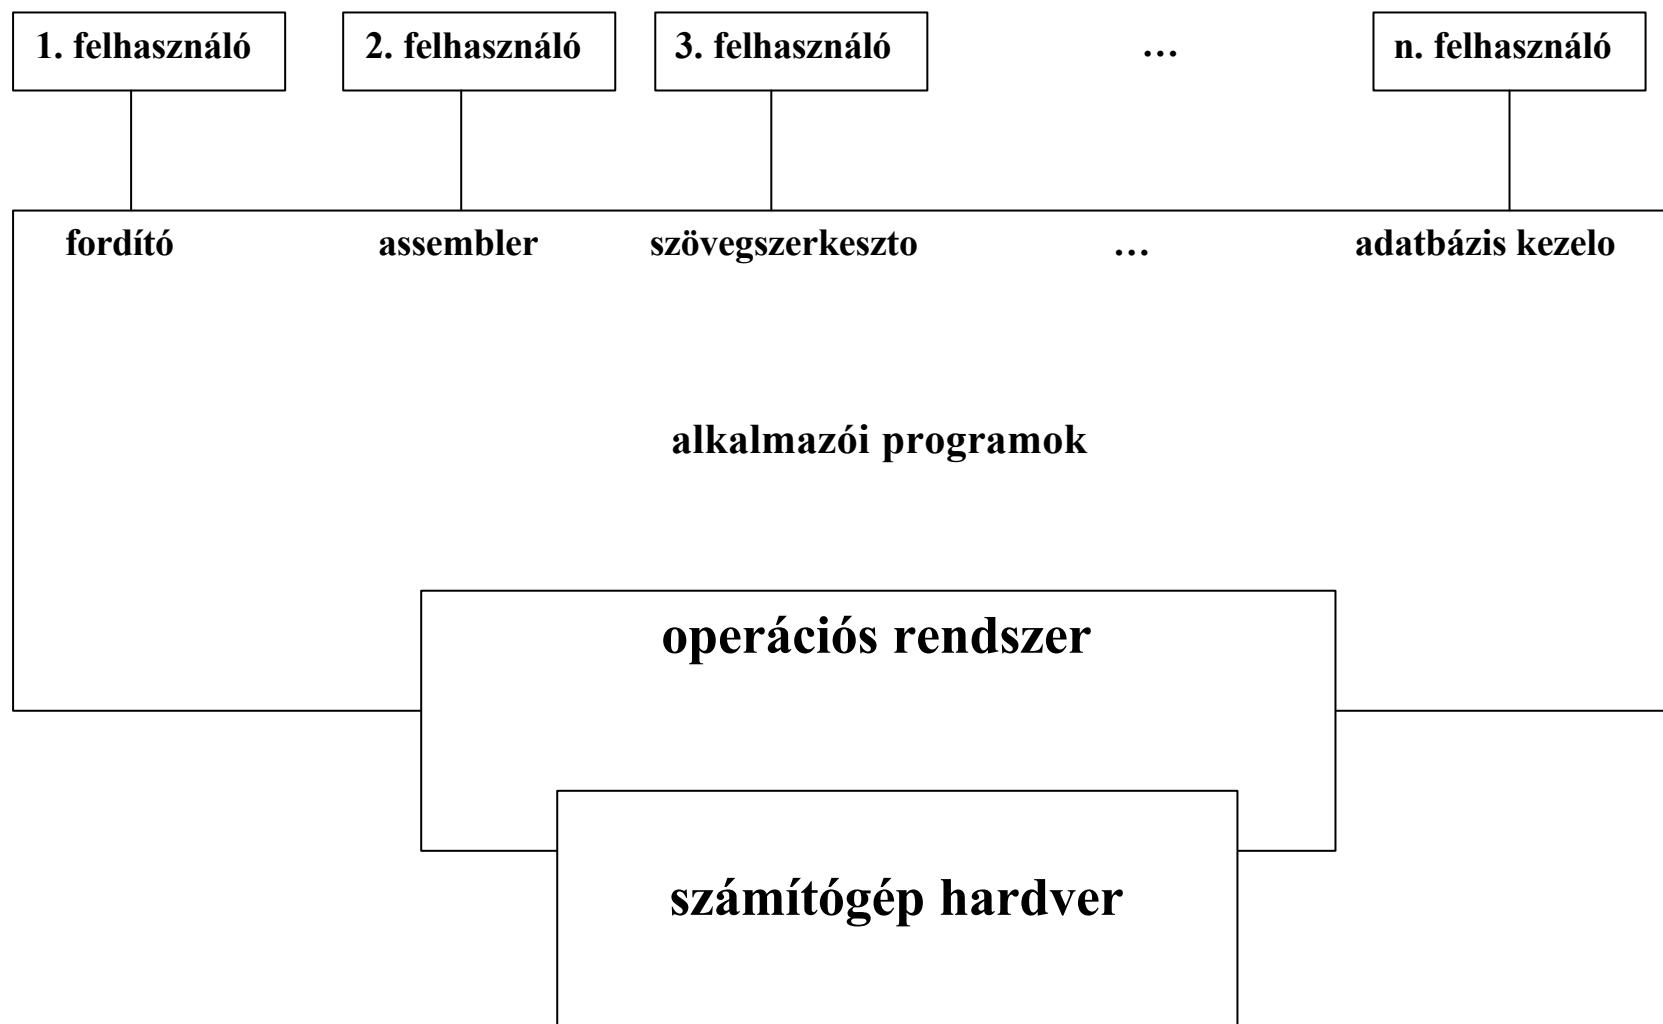 1. felhasználó 2. felhasználó 3. felhasználó … n. felhasználó
fordító assembler szövegszerkeszto … adatbázis kezelo
alkalmazói programok
operációs rendszer
számítógép hardver